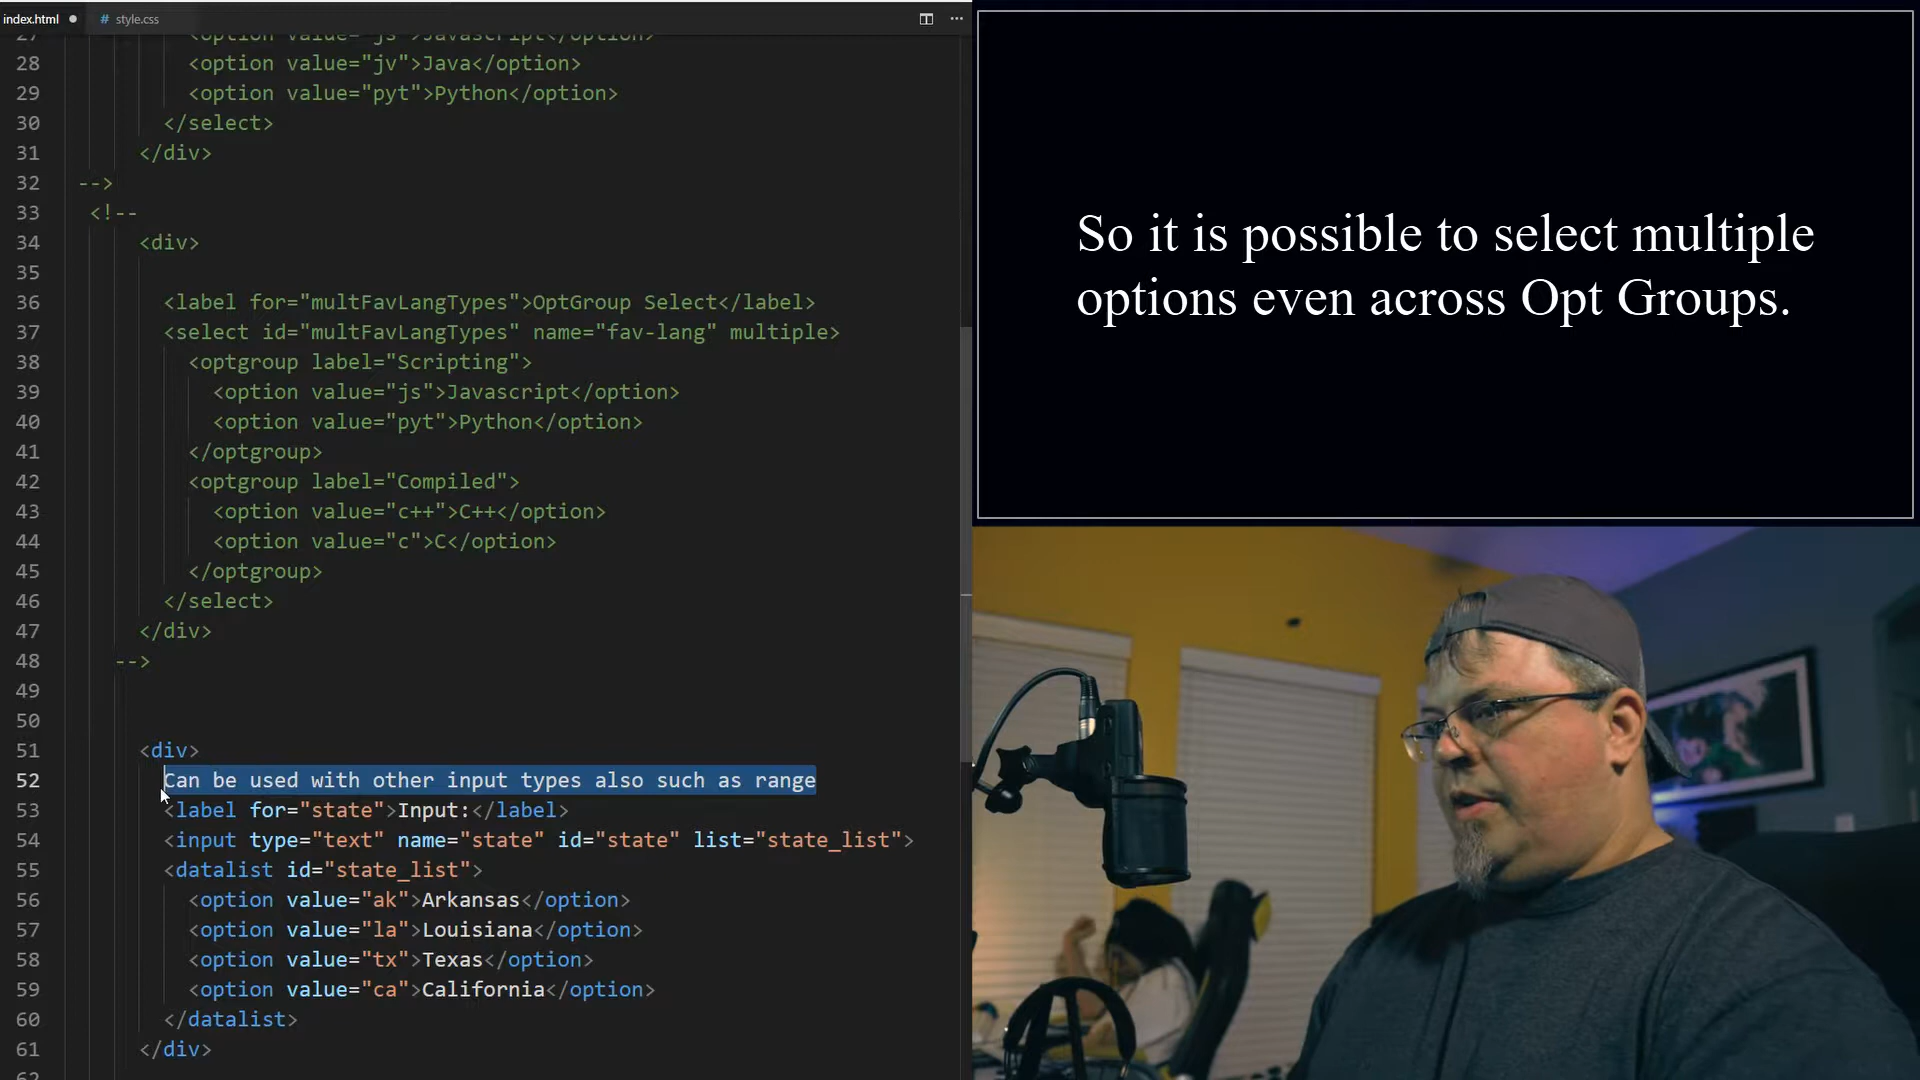 index.html
# style.css
27 <option value="js">Javascript</option>
28 <option value="jv">Java</option>
29 <option value="pyt">Python</option>
30 </select>
31 </div>
32 -->
33 <!--
34 <div>
35
36 <label for="multFavLangTypes">OptGroup Select</label>
37 <select id="multFavLangTypes" name="fav-lang" multiple>
38 <optgroup label="Scripting">
39 <option value="js">Javascript</option>
40 <option value="pyt">Python</option>
41 </optgroup>
42 <optgroup label="Compiled">
43 <option value="c++">C++</option>
44 <option value="c">C</option>
45 </optgroup>
46 </select>
47 </div>
48 -->
49
50
51 <div>
52 Can be used with other input types also such as range
53 <label for="state">Input:</label>
54 <input type="text" name="state" id="state" list="state_list">
55 <datalist id="state_list">
56 <option value="ak">Arkansas</option>
57 <option value="la">Louisiana</option>
58 <option value="tx">Texas</option>
59 <option value="ca">California</option>
60 </datalist>
61 </div>
62
So it is possible to select multiple
options even across Opt Groups.